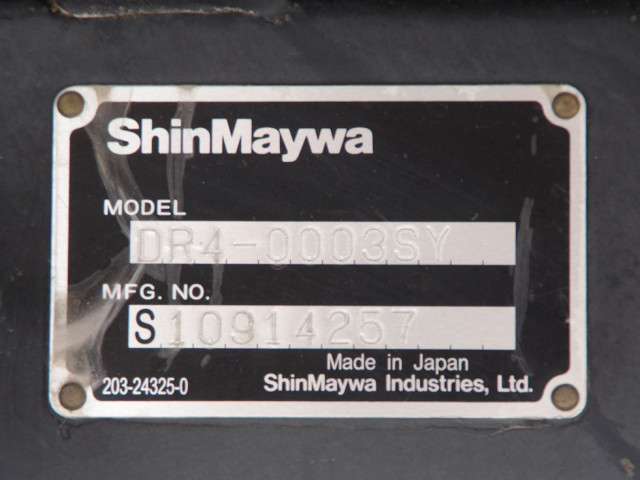 ShinMaywa
MODEL
DR4-0003SY
MFG. NO.
S10914257
Made in Japan
203-24325-0 ShinMaywa Industries, Ltd.